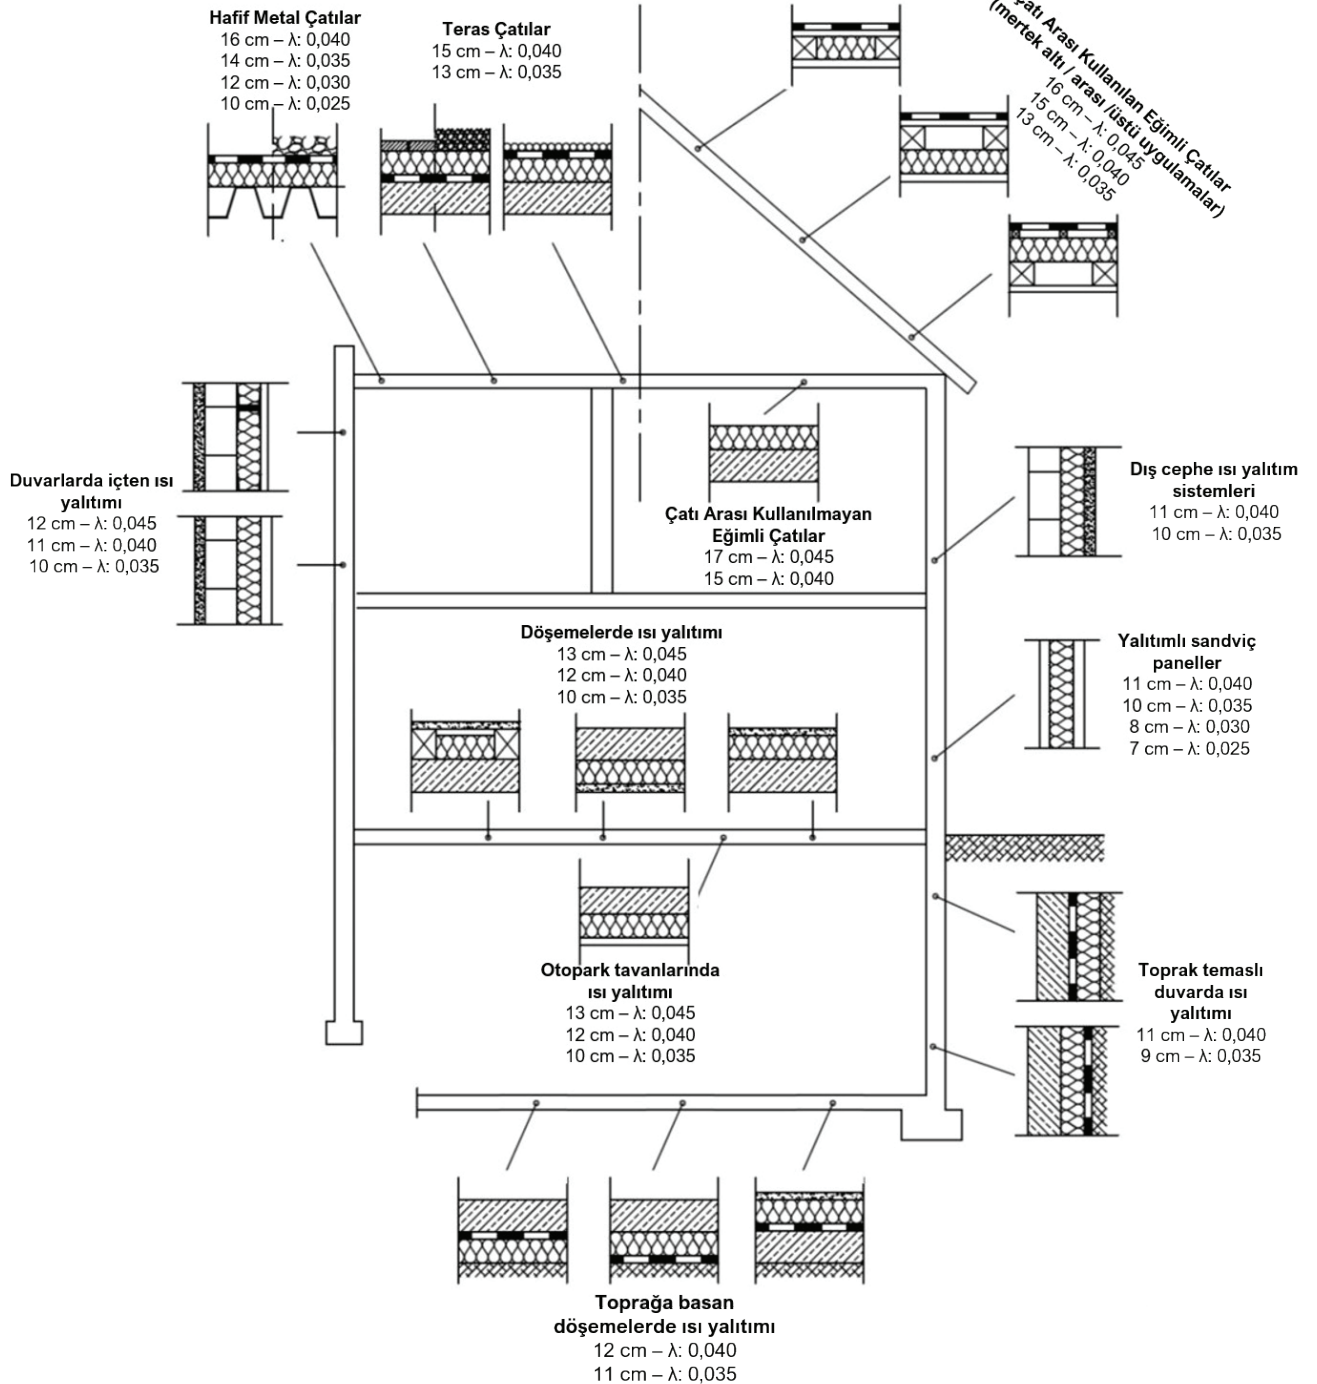 Hafif Metal Çatılar
16 cm – λ: 0,040
14 cm – λ: 0,035
12 cm – λ: 0,030
10 cm – λ: 0,025
Teras Çatılar
15 cm – λ: 0,040
13 cm – λ: 0,035
Çatı Arası Kullanılan Eğimli Çatılar
(mertek altı / arası /üstü uygulamalar)
16 cm – λ: 0,045
15 cm – λ: 0,040
13 cm – λ: 0,035
Duvarlarda içten ısı
yalıtımı
12 cm – λ: 0,045
11 cm – λ: 0,040
10 cm – λ: 0,035
Çatı Arası Kullanılmayan
Eğimli Çatılar
17 cm – λ: 0,045
15 cm – λ: 0,040
Dış cephe ısı yalıtım
sistemleri
11 cm – λ: 0,040
10 cm – λ: 0,035
Döşemelerde ısı yalıtımı
13 cm – λ: 0,045
12 cm – λ: 0,040
10 cm – λ: 0,035
Yalıtımlı sandviç
paneller
11 cm – λ: 0,040
10 cm – λ: 0,035
8 cm – λ: 0,030
7 cm – λ: 0,025
Otopark tavanlarında
ısı yalıtımı
13 cm – λ: 0,045
12 cm – λ: 0,040
10 cm – λ: 0,035
Toprak temaslı
duvarda ısı
yalıtımı
11 cm – λ: 0,040
9 cm – λ: 0,035
Toprağa basan
döşemelerde ısı yalıtımı
12 cm – λ: 0,040
11 cm – λ: 0,035